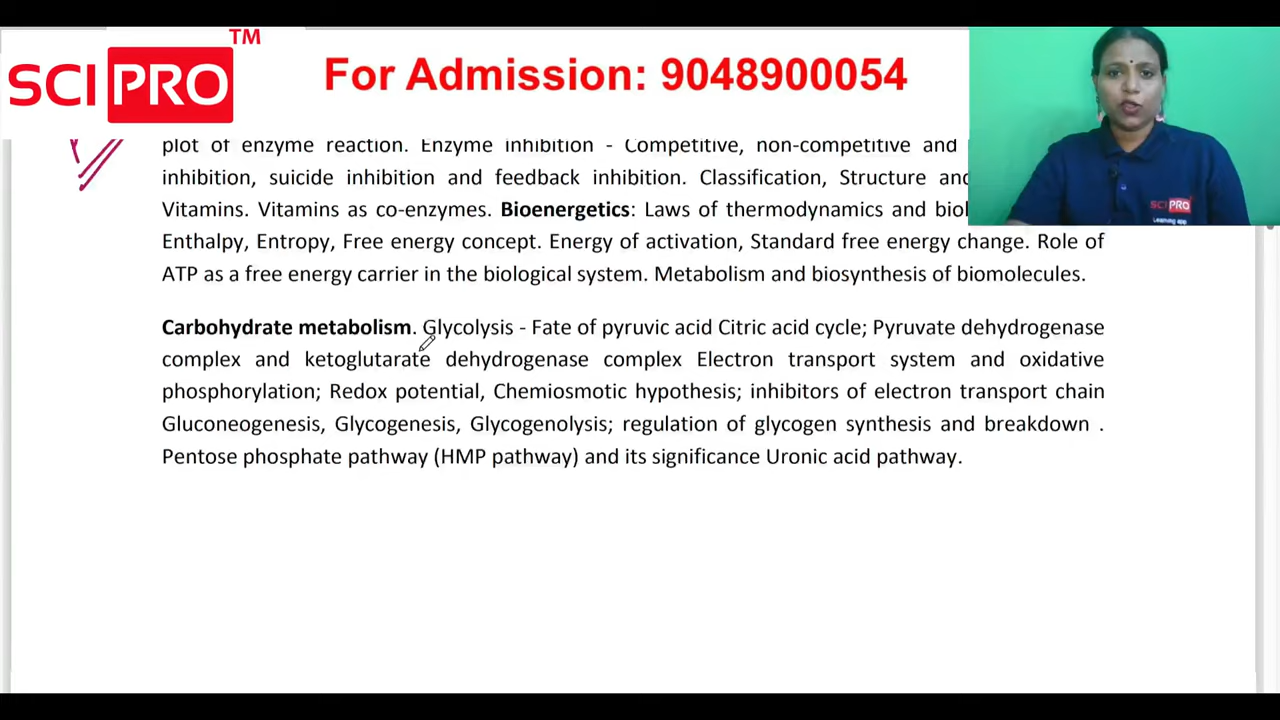 TM
SCI PRO
For Admission: 9048900054
plot of enzyme reaction. Enzyme inhibition - Competitive, non-competitive and
inhibition, suicide inhibition and feedback inhibition. Classification, Structure and
Vitamins. Vitamins as co-enzymes. Bioenergetics: Laws of thermodynamics and
Enthalpy, Entropy, Free energy concept. Energy of activation, Standard free energy change. Role of
ATP as a free energy carrier in the biological system. Metabolism and biosynthesis of biomolecules.
Carbohydrate metabolism. Glycolysis - Fate of pyruvic acid Citric acid cycle; Pyruvate dehydrogenase
complex and ketoglutarate dehydrogenase complex Electron transport system and oxidative
phosphorylation; Redox potential, Chemiosmotic hypothesis; inhibitors of electron transport chain
Gluconeogenesis, Glycogenesis, Glycogenolysis; regulation of glycogen synthesis and breakdown .
Pentose phosphate pathway (HMP pathway) and its significance Uronic acid pathway.
SCIPRO
Learning app